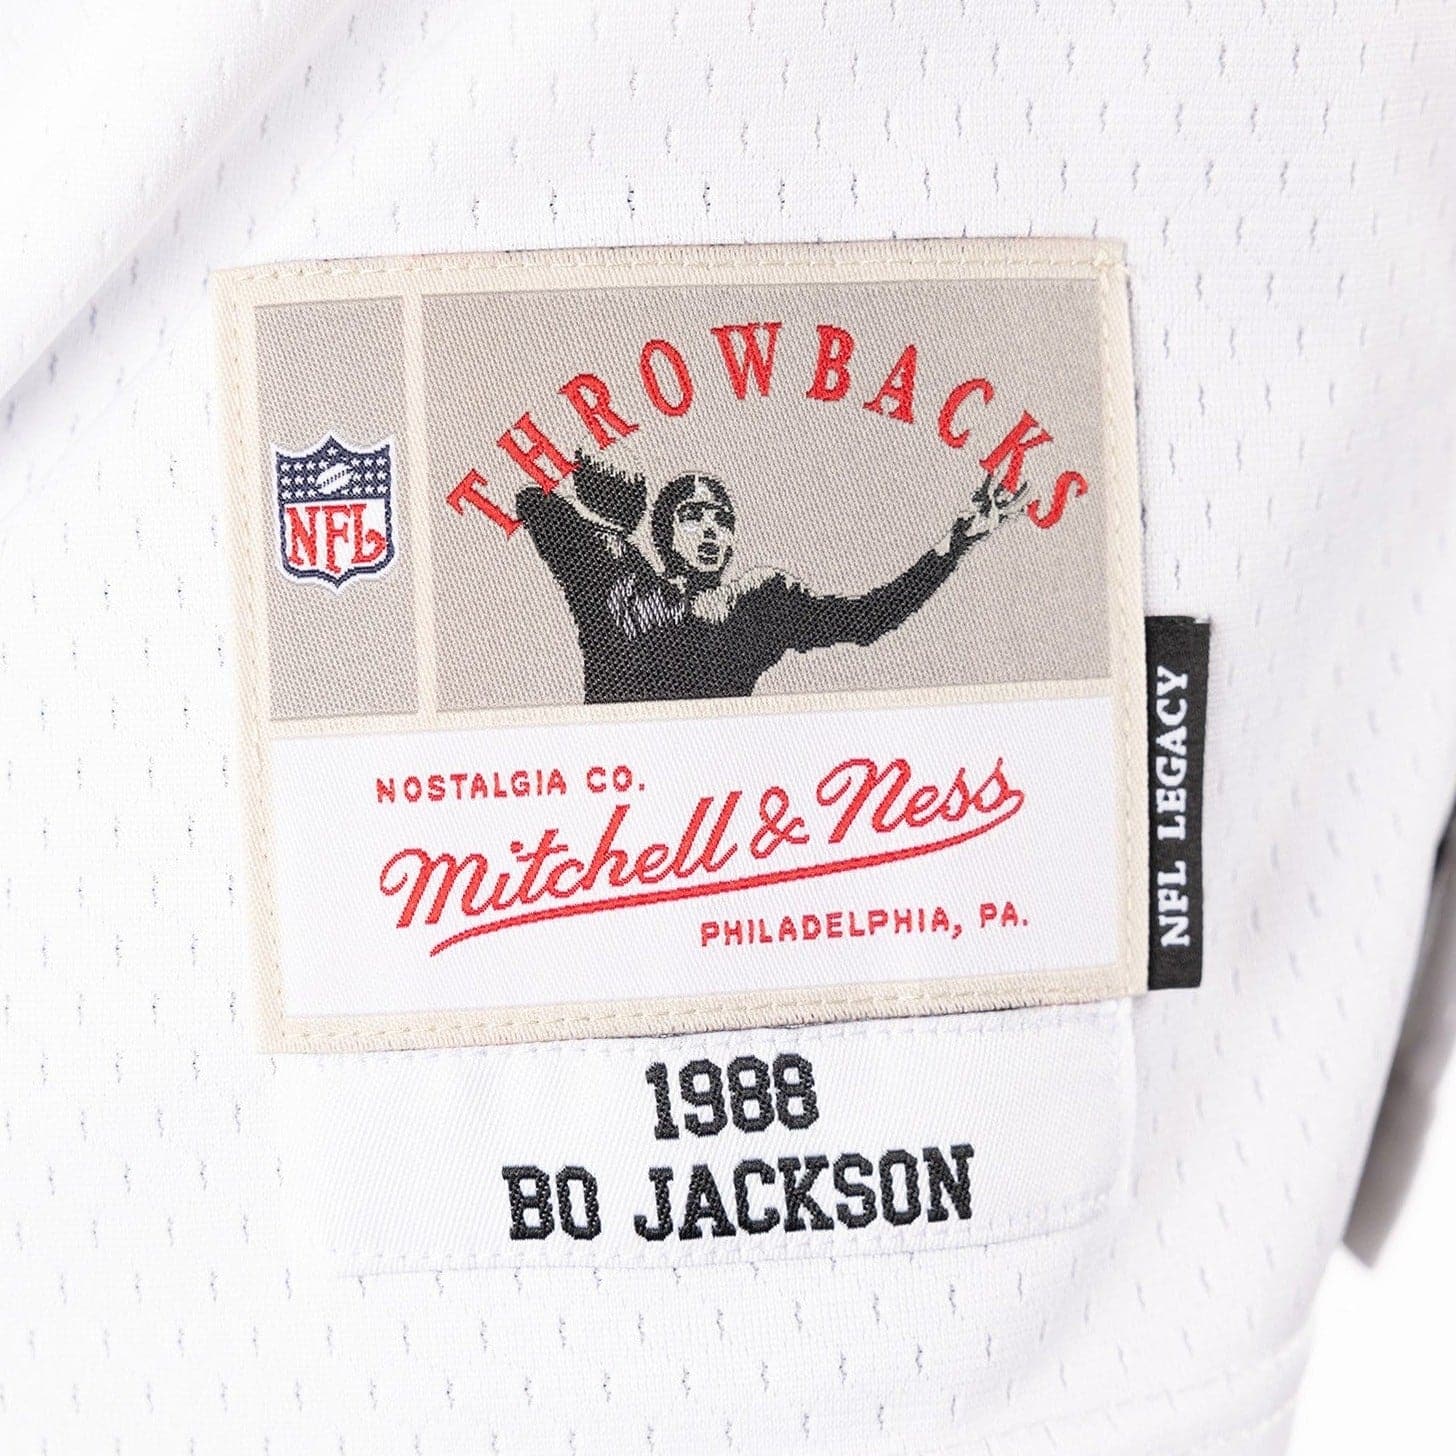 THROWBACKS
NFL
NOSTALGIA CO.
Mitchell & Ness
PHILADELPHIA, PA.
NFL LEGACY
1988
BO JACKSON